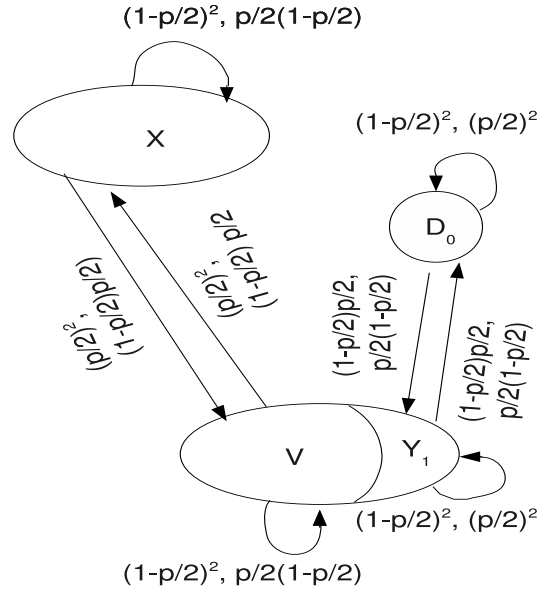 (1-p/2)², p/2(1-p/2)
X
(1-p/2)², (p/2)²
D₀
(p/2)²,
(1-p/2)p/2)
(p/2)²,
(1-p/2) p/2
(1-p/2)p/2,
p/2(1-p/2)
(1-p/2)p/2,
p/2(1-p/2)
V
Y₁
(1-p/2)², (p/2)²
(1-p/2)², p/2(1-p/2)